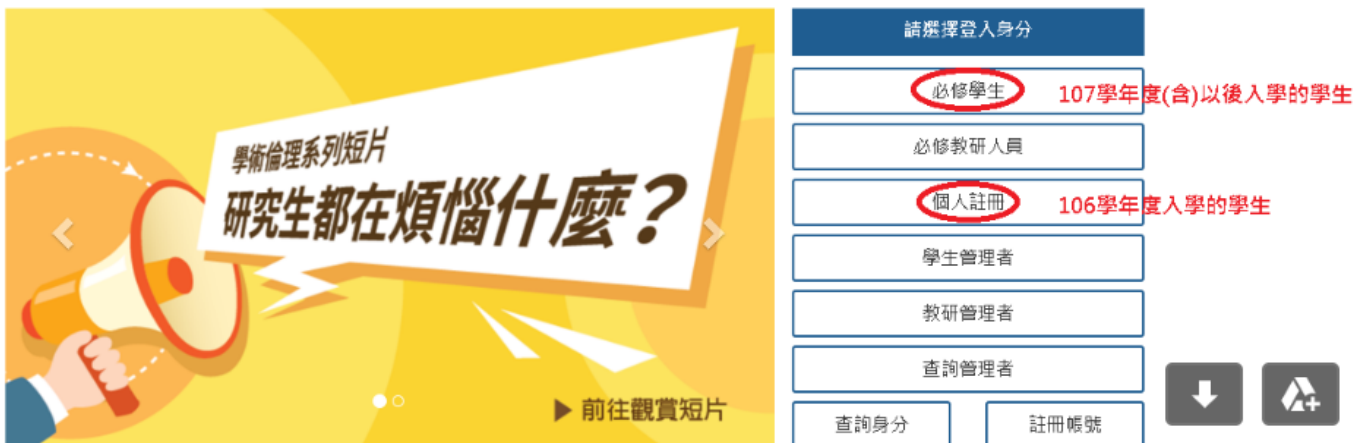 學術倫理系列短片
研究生都在煩惱什麼？
▶ 前往觀賞短片
請選擇登入身分
必修學生
107學年度(含)以後入學的學生
必修教研人員
個人註冊
106學年度入學的學生
學生管理者
教研管理者
查詢管理者
查詢身分
註冊帳號